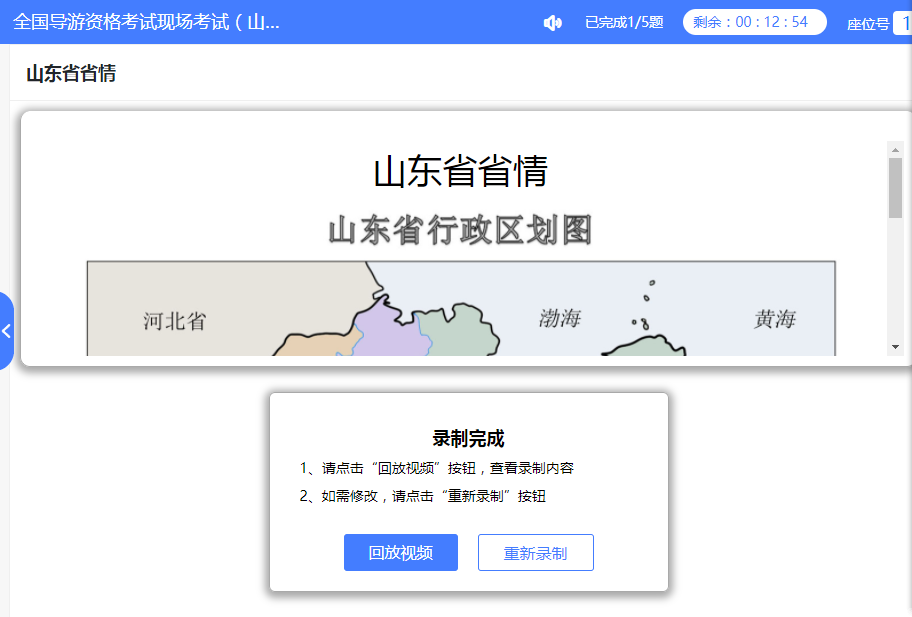 全国导游资格考试现场考试（山...
已完成1/5题
剩余：00：12：54
座位号 1
山东省省情
山东省省情
山东省行政区划图
河北省
渤海
黄海
录制完成
1、请点击“回放视频”按钮，查看录制内容
2、如需修改，请点击“重新录制”按钮
回放视频
重新录制